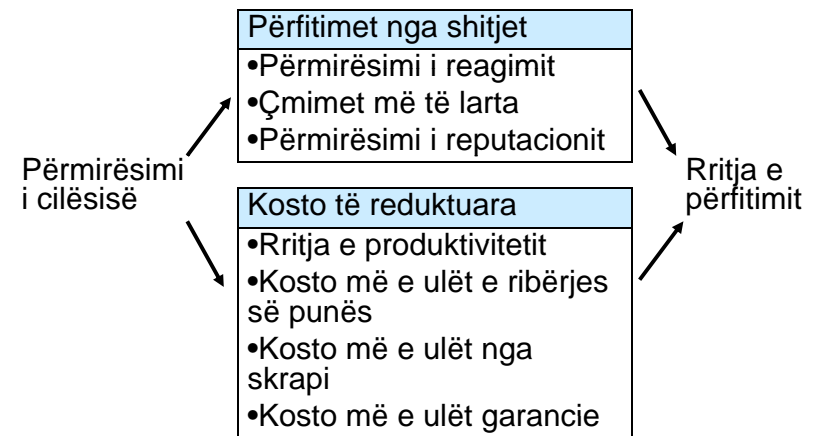 Përfitimet nga shitjet
•Përmirësimi i reagimit
•Çmimet më të larta
•Përmirësimi i reputacionit
Përmirësimi
i cilësisë
Rritja e
përfitimit
Kosto të reduktuara
•Rritja e produktivitetit
•Kosto më e ulët e ribërjes
së punës
•Kosto më e ulët nga
skrapi
•Kosto më e ulët garancie